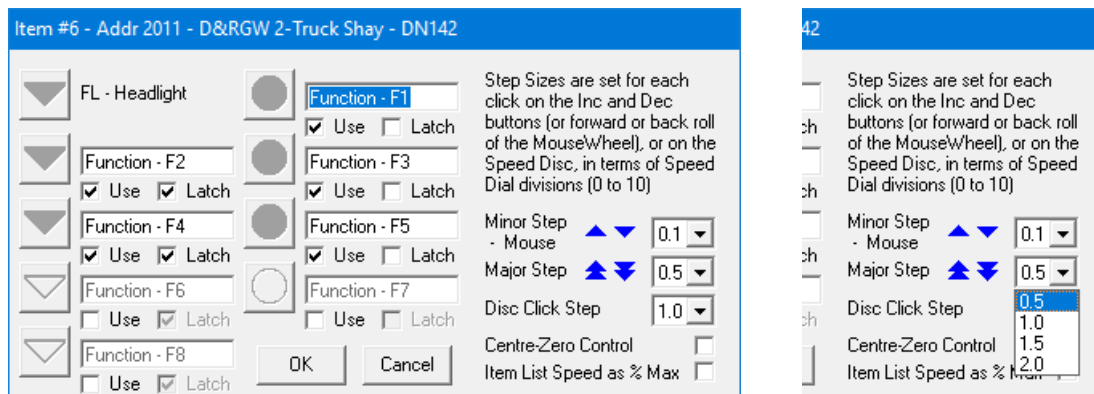 Item #6 - Addr 2011 - D&RGW 2-Truck Shay - DN142
FL - Headlight
Function - F1
Use Latch
Function - F2
Use Latch
Function - F3
Use Latch
Function - F4
Use Latch
Function - F5
Use Latch
Function - F6
Use Latch
Function - F7
Use Latch
Function - F8
Use Latch
OK Cancel
Step Sizes are set for each
click on the Inc and Dec
buttons (or forward or back roll
of the MouseWheel), or on the
Speed Disc, in terms of Speed
Dial divisions (0 to 10)
Minor Step
- Mouse 0.1
Major Step 0.5
Disc Click Step 1.0
Centre-Zero Control
Item List Speed as % Max
42
Step Sizes are set for each
click on the Inc and Dec
buttons (or forward or back roll
of the MouseWheel), or on the
Speed Disc, in terms of Speed
Dial divisions (0 to 10)
Minor Step
- Mouse 0.1
Major Step 0.5
0.5
Disc Click Step 1.0
Centre-Zero Control 1.5
Item List Speed as % Max 2.0